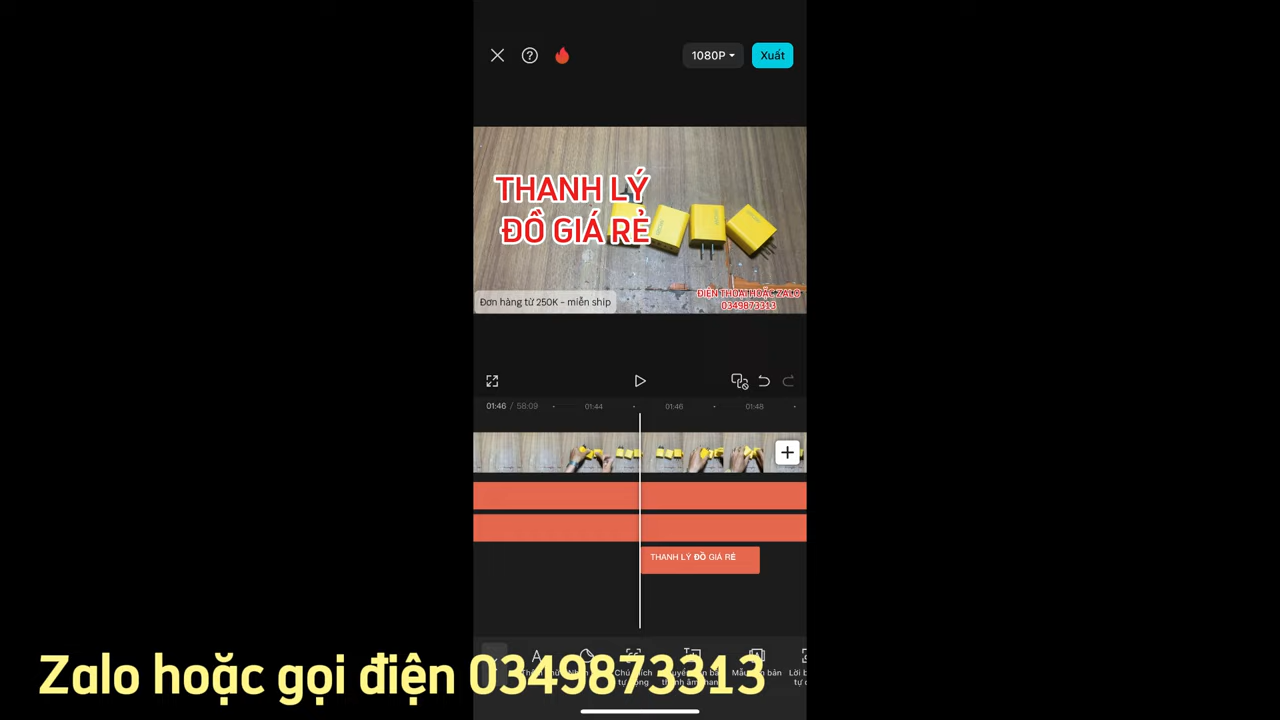 1080P
Xuất
THANH LÝ
ĐỒ GIÁ RẺ
Đơn hàng từ 250K - miễn ship
ĐIỆN THOẠI HOẶC ZALO
0349873313
01:46 / 58:09
01:44
01:46
01:48
THANH LÝ ĐỒ GIÁ RẺ
Zalo hoặc gọi điện 0349873313